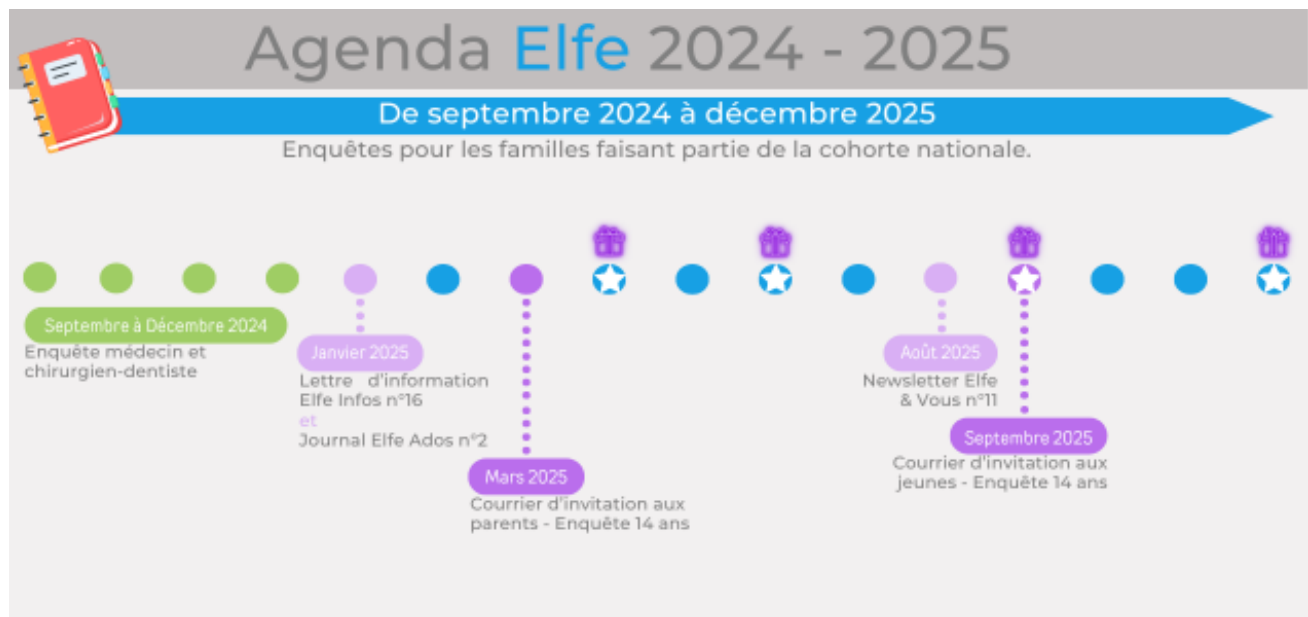 Agenda Elfe 2024 - 2025
De septembre 2024 à décembre 2025
Enquêtes pour les familles faisant partie de la cohorte nationale.
Septembre à Décembre 2024
Enquête médecin et
chirurgien-dentiste
Janvier 2025
Lettre d'information
Elfe Infos n°16
et
Journal Elfe Ados n°2
Mars 2025
Courrier d'invitation aux
parents - Enquête 14 ans
Août 2025
Newsletter Elfe
& Vous n°11
Septembre 2025
Courrier d'invitation aux
jeunes - Enquête 14 ans